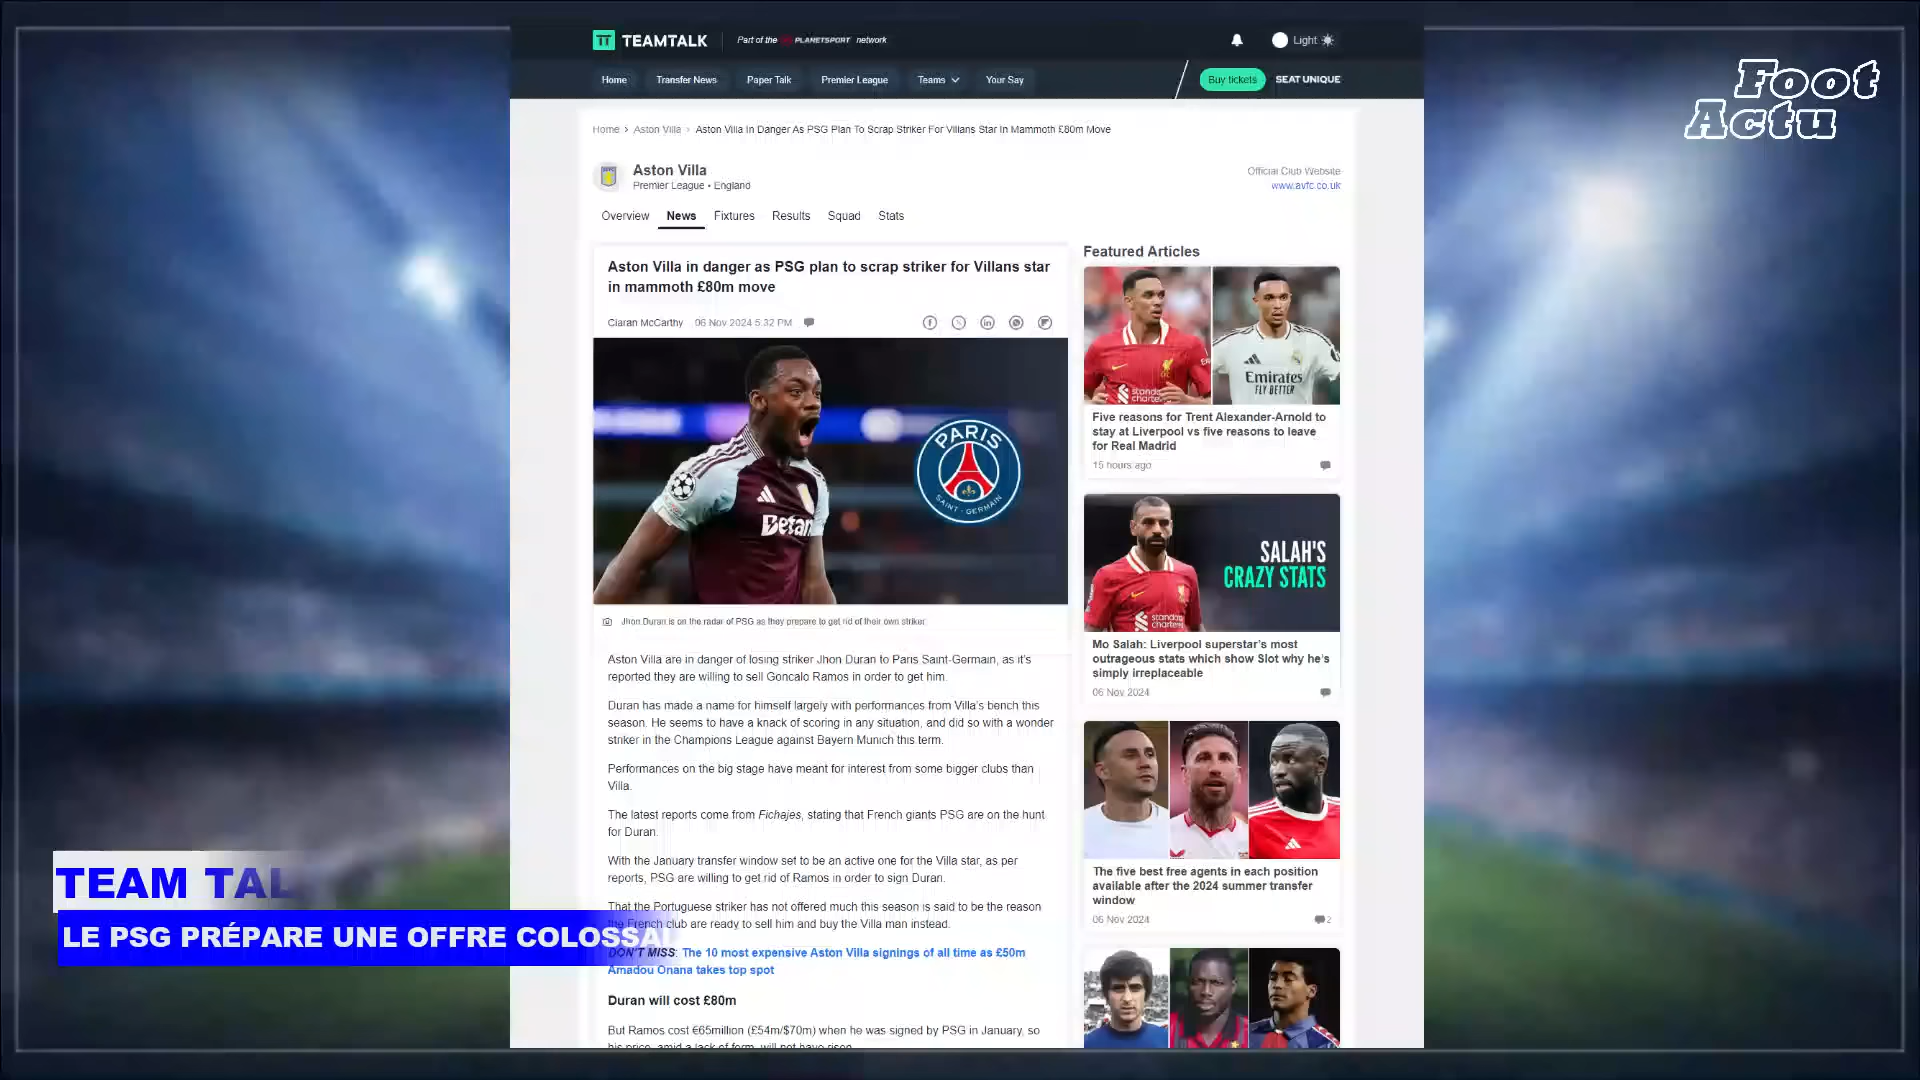 TT TEAMTALK
Part of the PLANETSPORT network
Light
Home
Transfer News
Paper Talk
Premier League
Teams
Your Say
Buy tickets
SEAT UNIQUE
Foot
Actu
Home > Aston Villa > Aston Villa In Danger As PSG Plan To Scrap Striker For Villans Star In Mammoth £80m Move
Aston Villa
Premier League • England
Official Club Website
www.avfc.co.uk
Overview
News
Fixtures
Results
Squad
Stats
Aston Villa in danger as PSG plan to scrap striker for Villans star
in mammoth £80m move
Ciaran McCarthy 06 Nov 2024 5:32 PM
PARIS
SAINT-GERMAIN
Betano
Jhon Duran is on the radar of PSG as they prepare to get rid of their own striker
Aston Villa are in danger of losing striker Jhon Duran to Paris Saint-Germain, as it's
reported they are willing to sell Goncalo Ramos in order to get him.
Duran has made a name for himself largely with performances from Villa's bench this
season. He seems to have a knack of scoring in any situation, and did so with a wonder
striker in the Champions League against Bayern Munich this term.
Performances on the big stage have meant for interest from some bigger clubs than
Villa.
The latest reports come from Fichajes, stating that French giants PSG are on the hunt
for Duran.
With the January transfer window set to be an active one for the Villa star, as per
reports, PSG are willing to get rid of Ramos in order to sign Duran.
That the Portuguese striker has not offered much this season is said to be the reason
the French club are ready to sell him and buy the Villa man instead.
DON'T MISS: The 10 most expensive Aston Villa signings of all time as £50m
Amadou Onana takes top spot
Duran will cost £80m
But Ramos cost €65million (£54m/$70m) when he was signed by PSG in January, so
his price, amid a lack of form, will not have risen
Featured Articles
Emirates
FLY BETTER
Five reasons for Trent Alexander-Arnold to
stay at Liverpool vs five reasons to leave
for Real Madrid
15 hours ago
SALAH'S
CRAZY STATS
Mo Salah: Liverpool superstar's most
outrageous stats which show Slot why he's
simply irreplaceable
06 Nov 2024
The five best free agents in each position
available after the 2024 summer transfer
window
06 Nov 2024
2
TEAM TAL
LE PSG PRÉPARE UNE OFFRE COLOSSAL